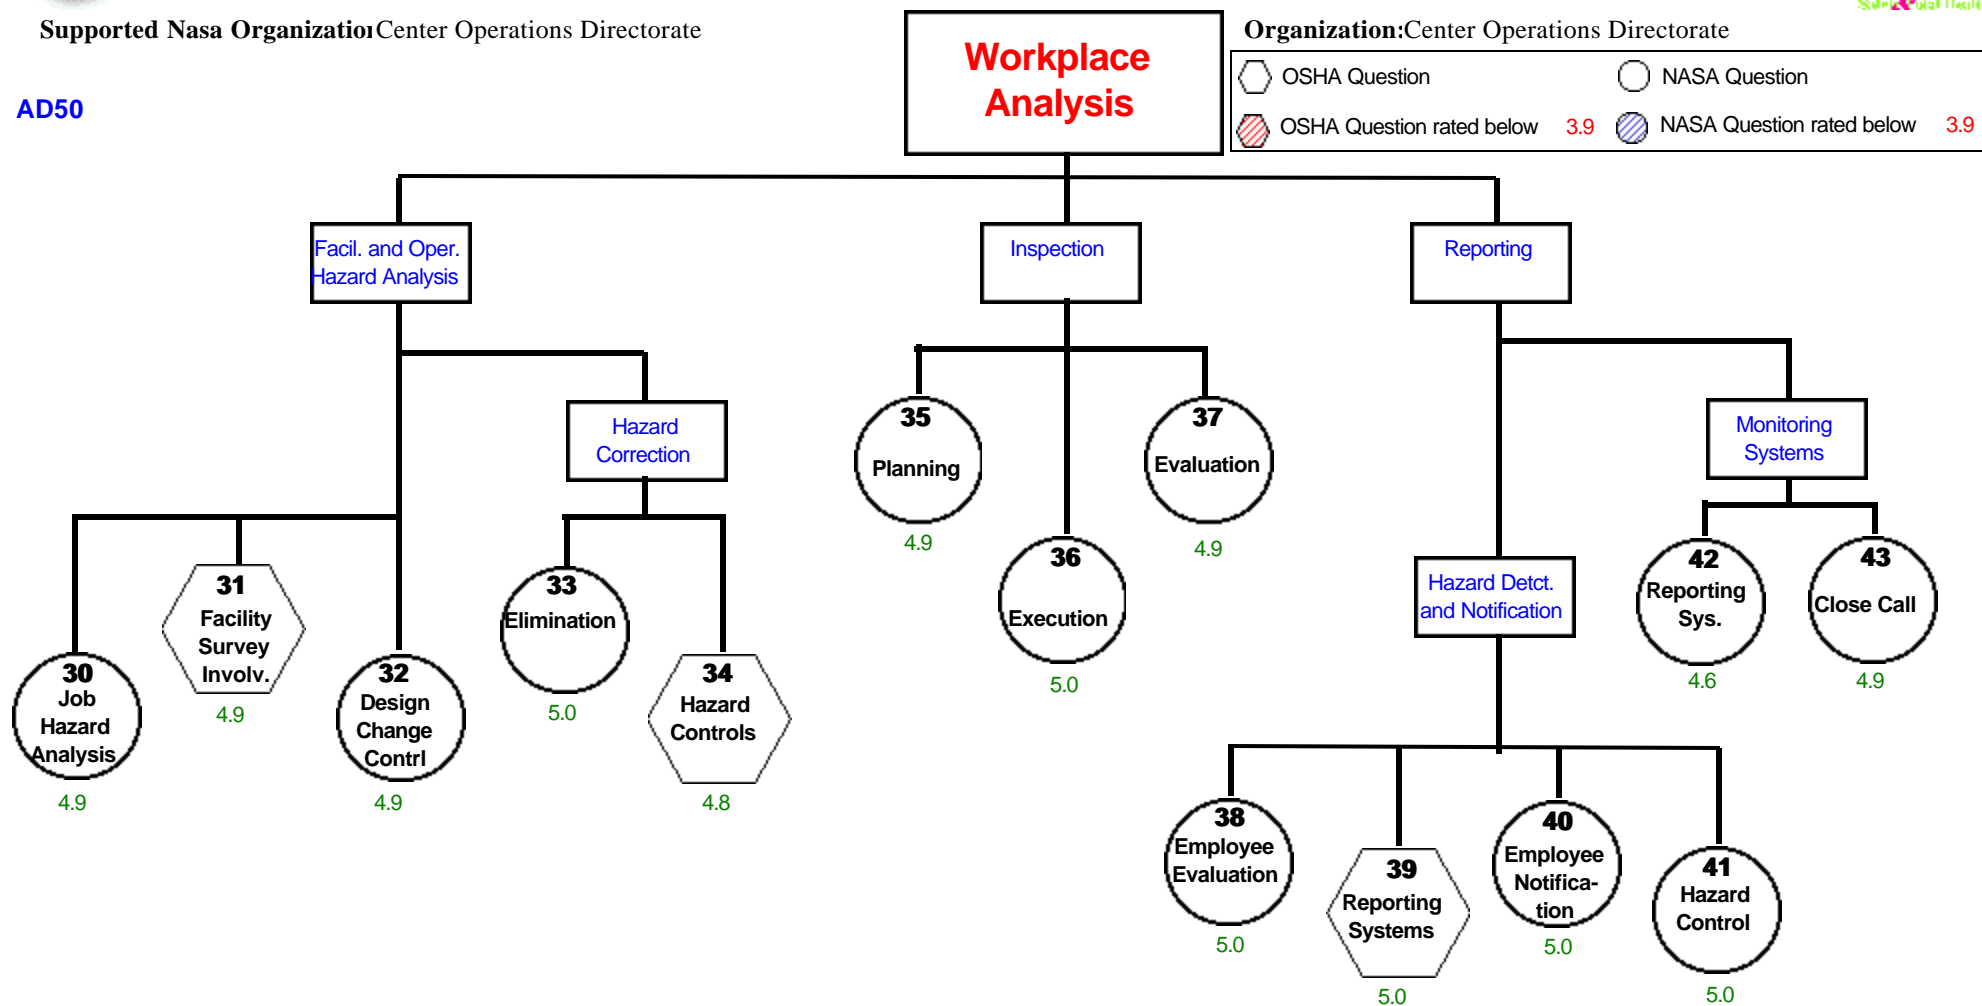 Supported Nasa Organization Center Operations Directorate
AD50
Workplace
Analysis
Organization: Center Operations Directorate
OSHA Question
NASA Question
OSHA Question rated below 3.9
NASA Question rated below 3.9
Facil. and Oper.
Hazard Analysis
Inspection
Reporting
Hazard
Correction
Monitoring
Systems
Hazard Detct.
and Notification
30
Job
Hazard
Analysis
4.9
31
Facility
Survey
Involv.
4.9
32
Design
Change
Contrl
4.9
33
Elimination
5.0
34
Hazard
Controls
4.8
35
Planning
4.9
36
Execution
5.0
37
Evaluation
4.9
38
Employee
Evaluation
5.0
39
Reporting
Systems
5.0
40
Employee
Notifica-
tion
5.0
41
Hazard
Control
5.0
42
Reporting
Sys.
4.6
43
Close Call
4.9